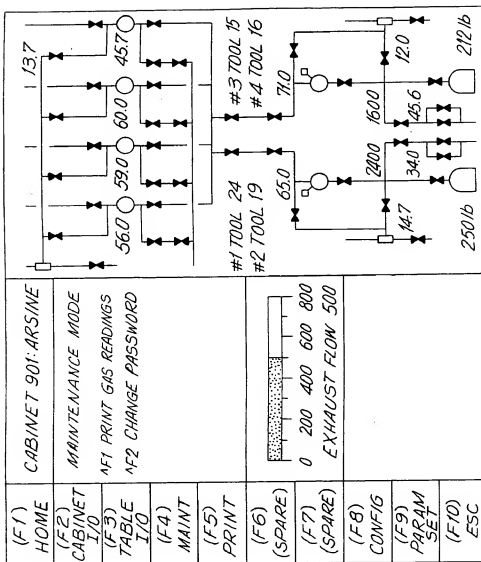 (F1)
HOME
(F2)
CABINET
I/O
(F3)
TABLE
I/O
(F4)
MAINT
(F5)
PRINT
(F6)
(SPARE)
(F7)
(SPARE)
(F8)
CONFIG
(F9)
PARAM
SET
(F10)
ESC
CABINET 901: ARSINE
MAINTENANCE MODE
^F1 PRINT GAS READINGS
^F2 CHANGE PASSWORD
0 200 400 600 800
EXHAUST FLOW 500
13.7
56.0
59.0
60.0
45.7
#1 TOOL 24
#2 TOOL 19
#3 TOOL 15
#4 TOOL 16
65.0
71.0
14.7
2400
1600
12.0
34.0
45.6
250 lb
212 lb